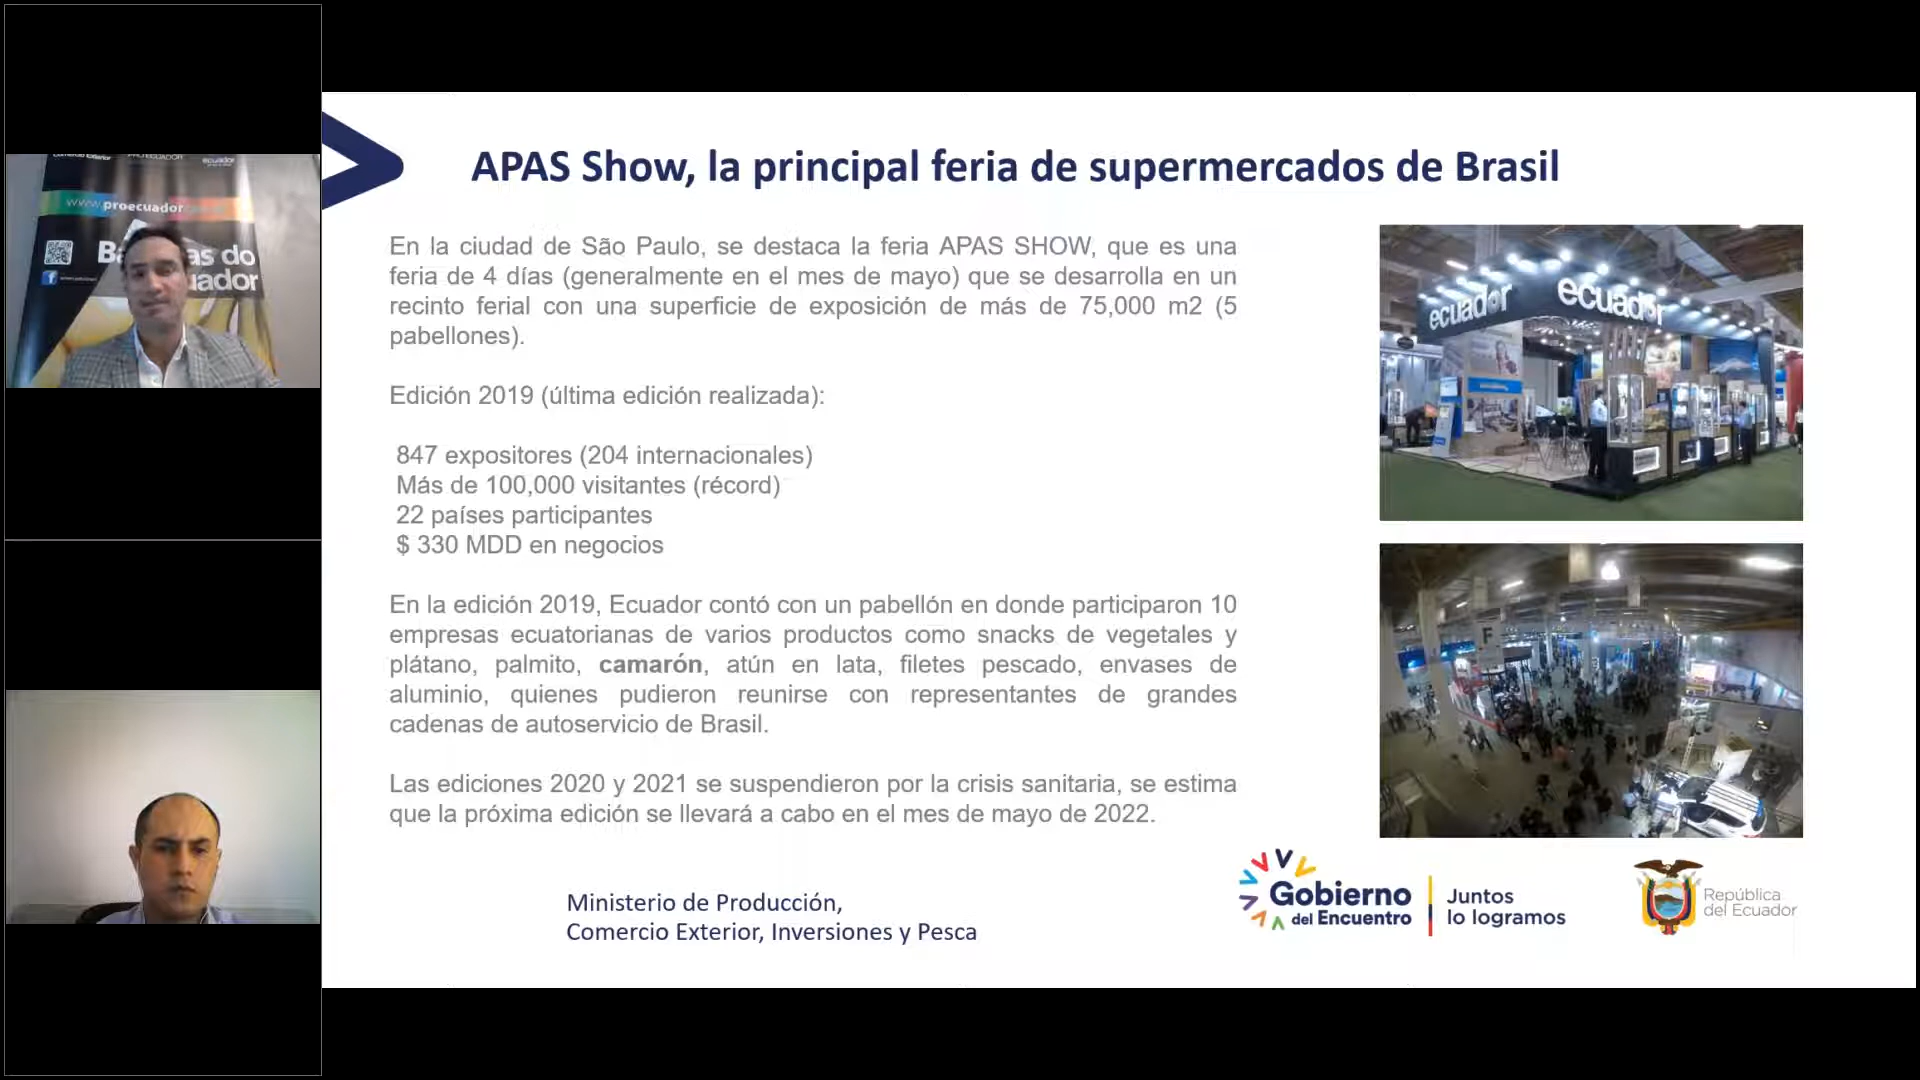 PRO ECUADOR
ecuador
www.proecuador
Ba as do
uador
APAS Show, la principal feria de supermercados de Brasil
En la ciudad de São Paulo, se destaca la feria APAS SHOW, que es una
feria de 4 días (generalmente en el mes de mayo) que se desarrolla en un
recinto ferial con una superficie de exposición de más de 75,000 m2 (5
pabellones).
Edición 2019 (última edición realizada):
847 expositores (204 internacionales)
Más de 100,000 visitantes (récord)
22 países participantes
$ 330 MDD en negocios
En la edición 2019, Ecuador contó con un pabellón en donde participaron 10
empresas ecuatorianas de varios productos como snacks de vegetales y
plátano, palmito, camarón, atún en lata, filetes pescado, envases de
aluminio, quienes pudieron reunirse con representantes de grandes
cadenas de autoservicio de Brasil.
Las ediciones 2020 y 2021 se suspendieron por la crisis sanitaria, se estima
que la próxima edición se llevará a cabo en el mes de mayo de 2022.
ecuador ecuador
F
Ministerio de Producción,
Comercio Exterior, Inversiones y Pesca
Gobierno
del Encuentro
Juntos
lo logramos
República
del Ecuador